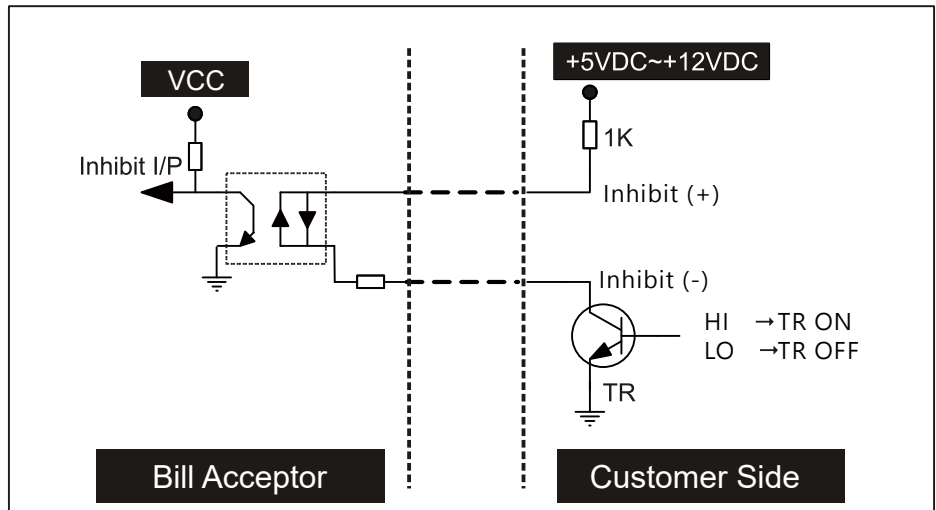 +5VDC~+12VDC
VCC
1K
Inhibit I/P
Inhibit (+)
Inhibit (-)
HI →TR ON
LO →TR OFF
TR
Bill Acceptor
Customer Side